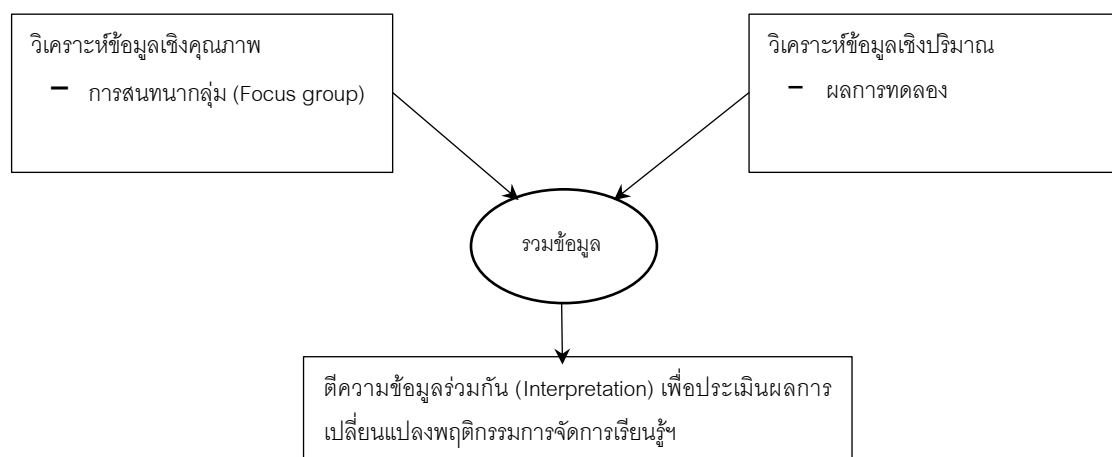 วิเคราะห์ข้อมูลเชิงคุณภาพ
– การสนทนากลุ่ม (Focus group)
วิเคราะห์ข้อมูลเชิงปริมาณ
– ผลการทดลอง
รวมข้อมูล
ตีความข้อมูลร่วมกัน (Interpretation) เพื่อประเมินผลการ
เปลี่ยนแปลงพฤติกรรมการจัดการเรียนรู้ฯ